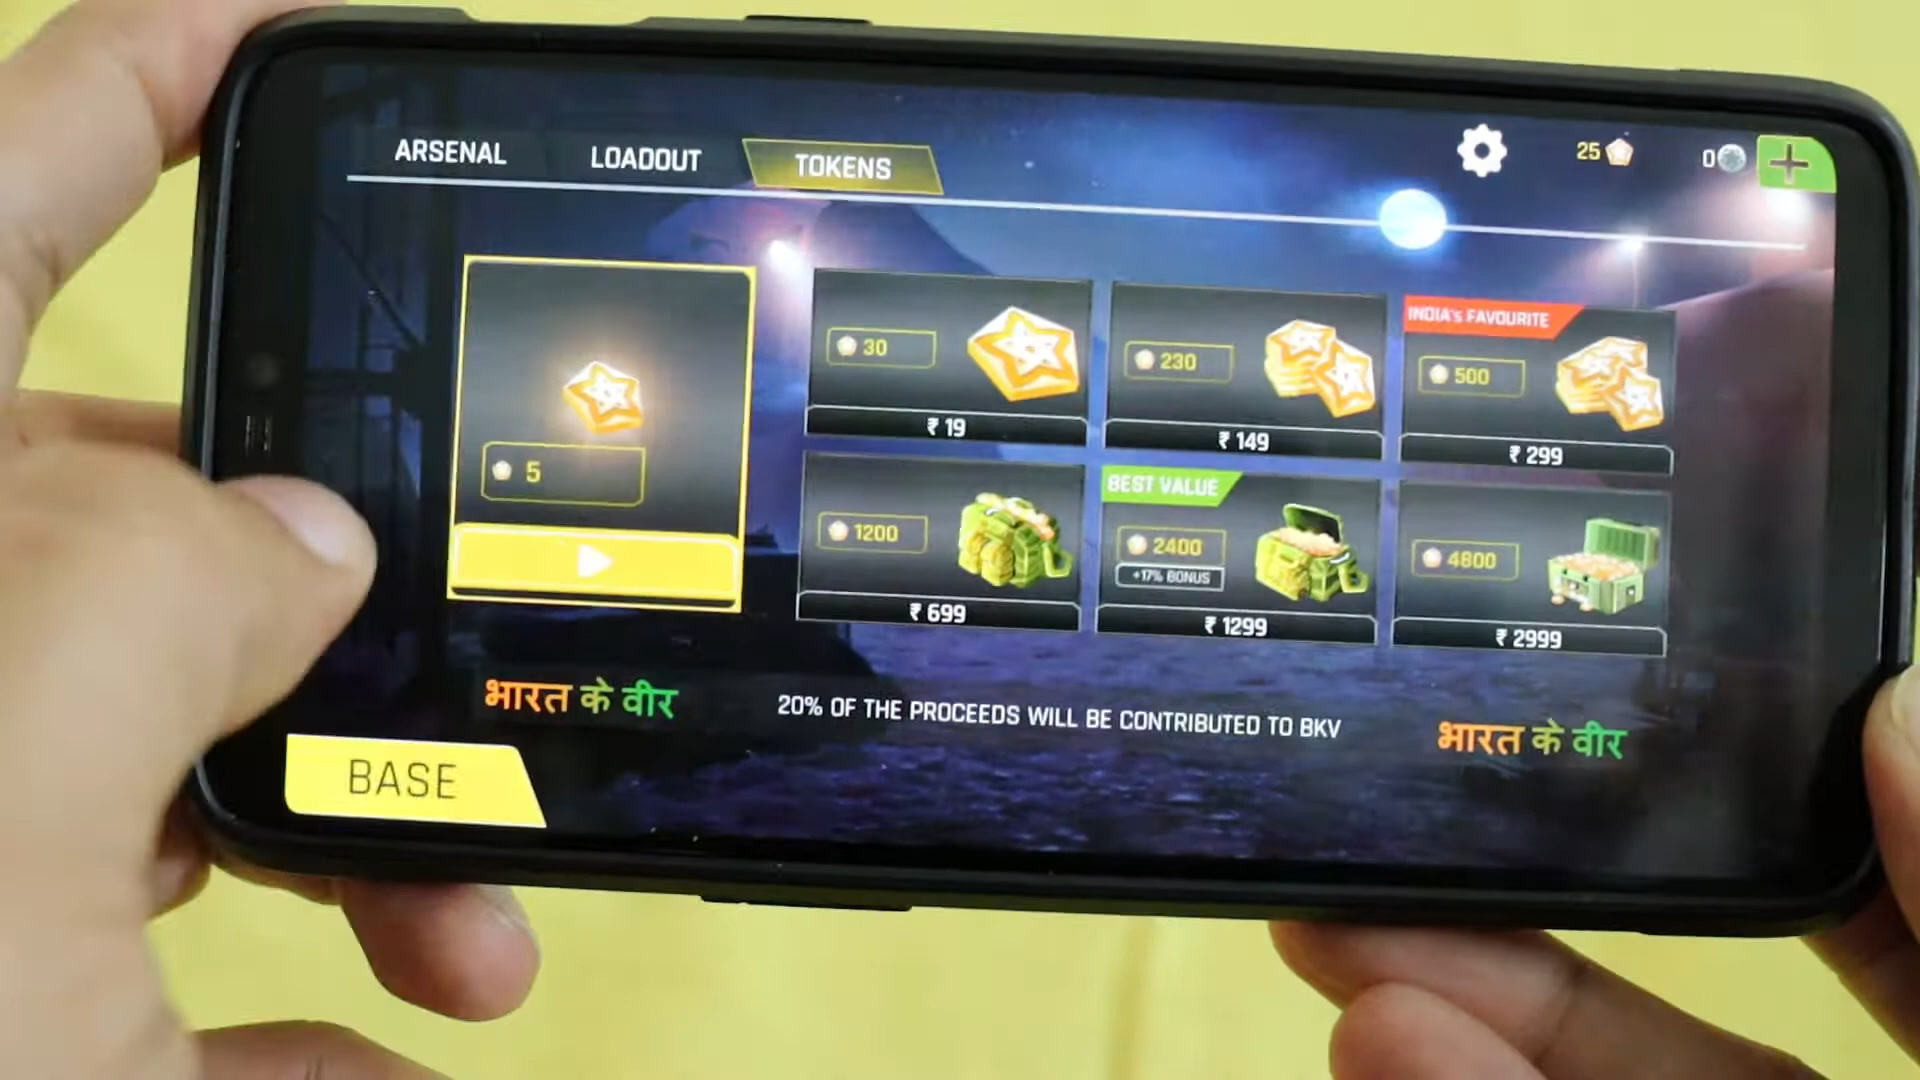 ARSENAL LOADOUT TOKENS 25 0
30
₹ 19
230
₹ 149
INDIA's FAVOURITE
500
₹ 299
5
1200
₹ 699
BEST VALUE
2400
+17% BONUS
₹ 1299
4800
₹ 2999
भारत के वीर
20% OF THE PROCEEDS WILL BE CONTRIBUTED TO BKV
भारत के वीर
BASE